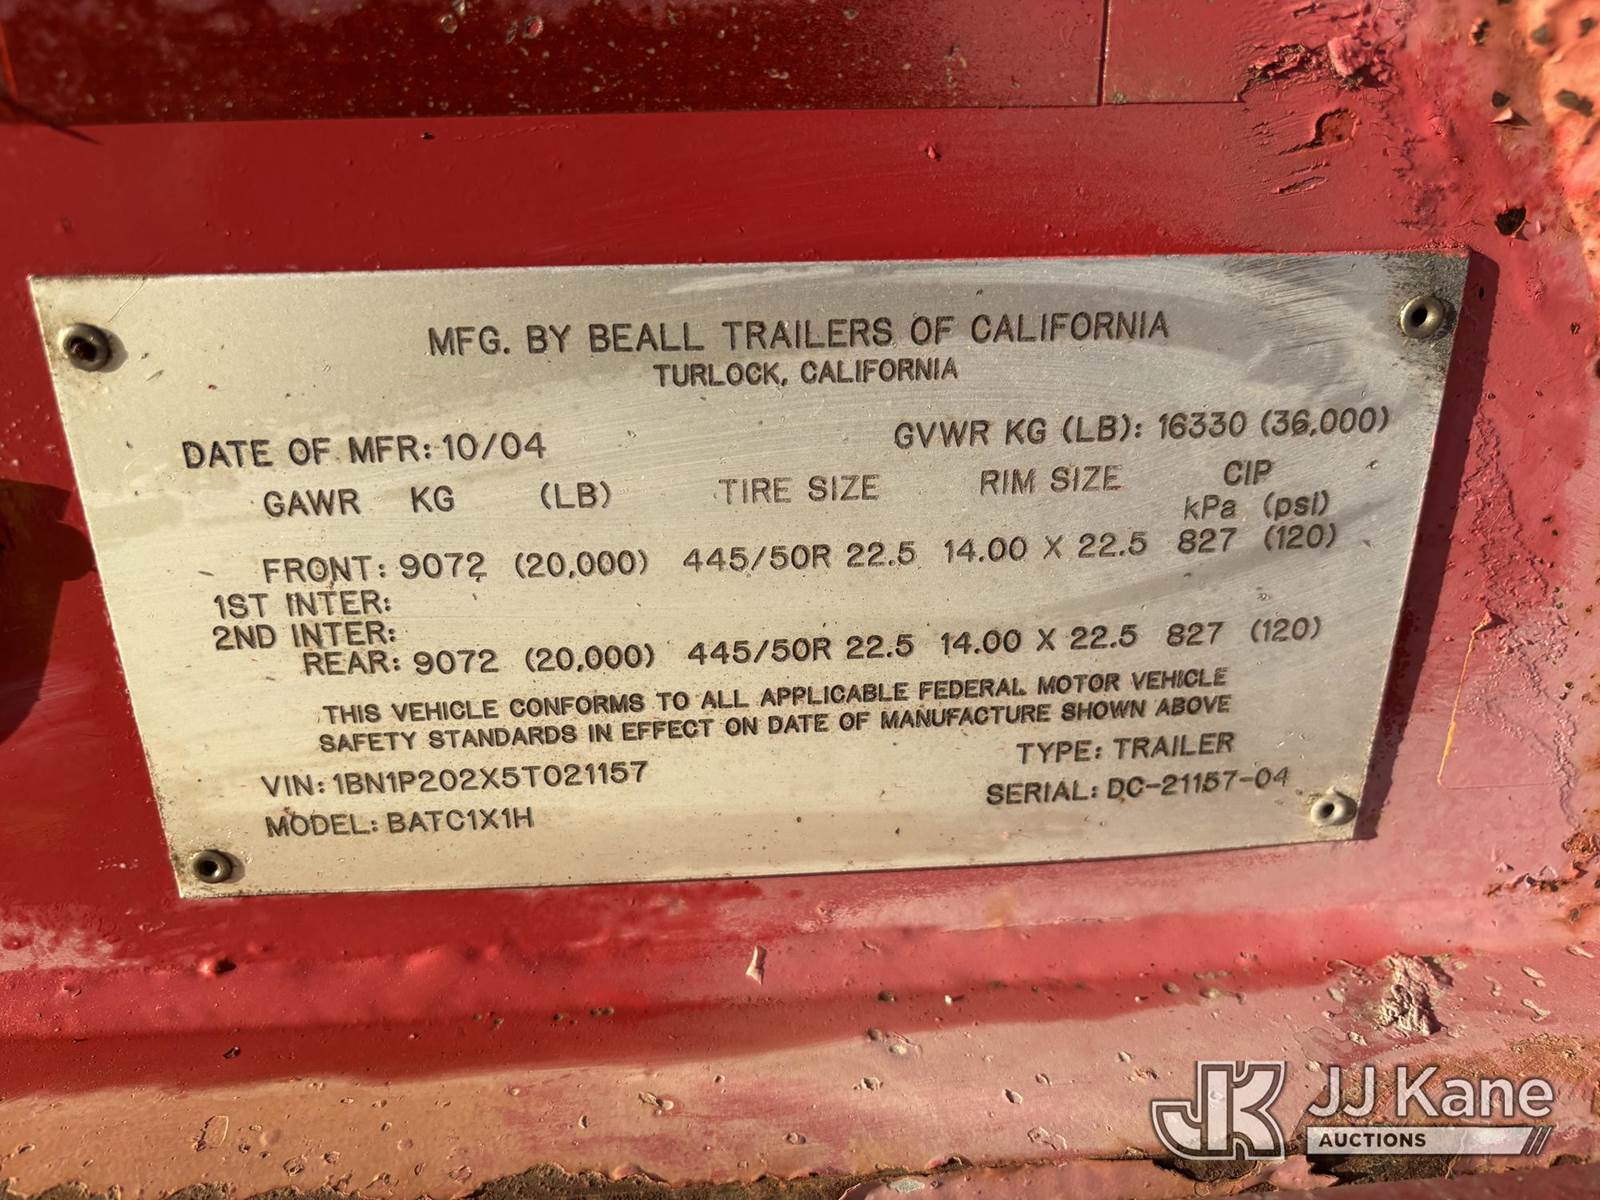 MFG. BY BEALL TRAILERS OF CALIFORNIA
TURLOCK, CALIFORNIA
DATE OF MFR: 10/04 GVWR KG (LB): 16330 (36,000)
GAWR KG (LB) TIRE SIZE RIM SIZE CIP
kPa (psi)
FRONT: 9072 (20,000) 445/50R 22.5 14.00 X 22.5 827 (120)
1ST INTER:
2ND INTER:
REAR: 9072 (20,000) 445/50R 22.5 14.00 X 22.5 827 (120)
THIS VEHICLE CONFORMS TO ALL APPLICABLE FEDERAL MOTOR VEHICLE
SAFETY STANDARDS IN EFFECT ON DATE OF MANUFACTURE SHOWN ABOVE
VIN: 1BN1P202X5T021157 TYPE: TRAILER
MODEL: BATC1X1H SERIAL: DC-21157-04
JK JJ Kane
AUCTIONS